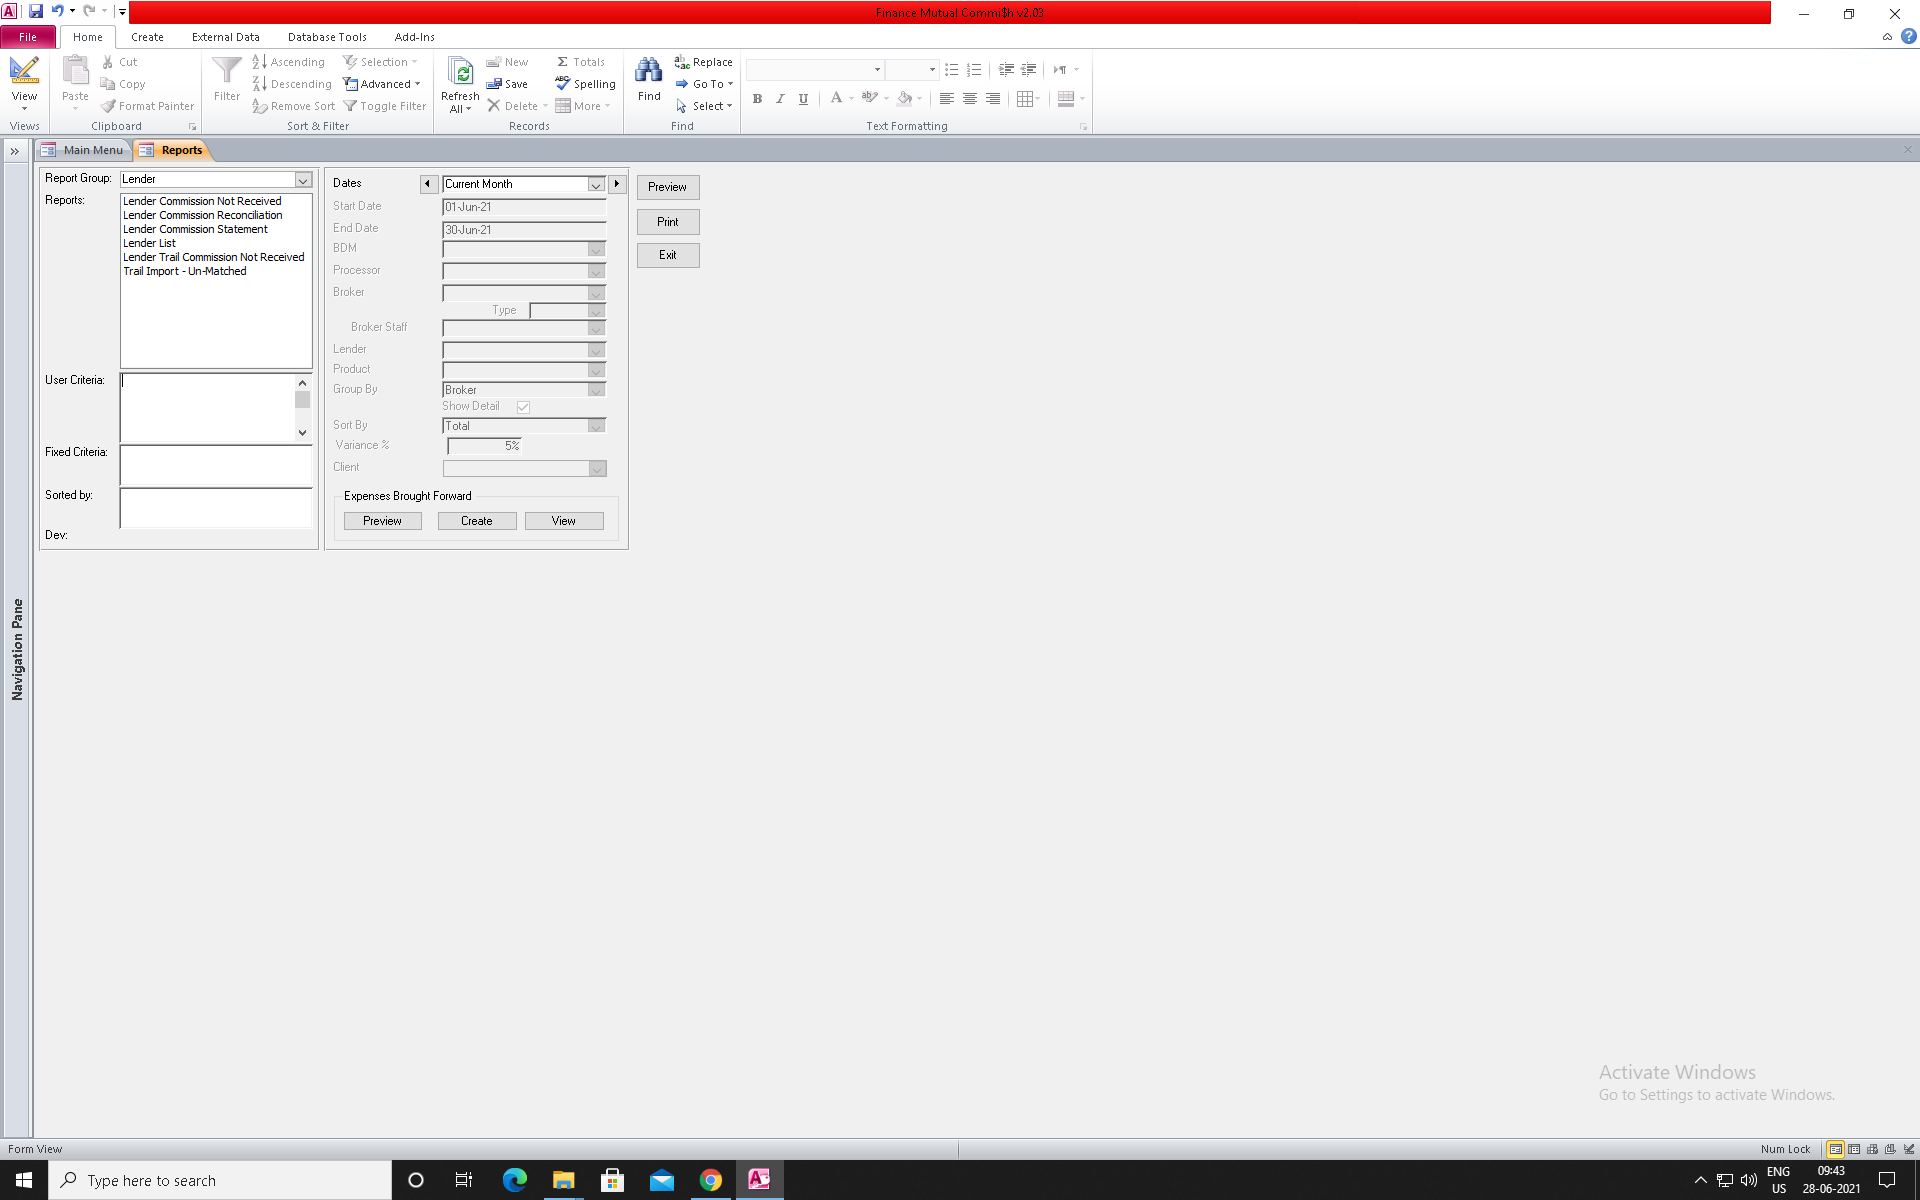 Finance Mutual Commi$h v2.03
File Home Create External Data Database Tools Add-Ins
View Paste Cut Copy Format Painter
Filter Ascending Descending Remove Sort Selection Advanced Toggle Filter
Refresh All New Save Delete Totals Spelling More
Find Replace Go To Select
Views Clipboard Sort & Filter Records Find Text Formatting
Main Menu Reports
Report Group: Lender
Reports:
Lender Commission Not Received
Lender Commission Reconciliation
Lender Commission Statement
Lender List
Lender Trail Commission Not Received
Trail Import - Un-Matched
User Criteria:
Fixed Criteria:
Sorted by:
Dev:
Dates Current Month
Start Date 01-Jun-21
End Date 30-Jun-21
BDM
Processor
Broker
Type
Broker Staff
Lender
Product
Group By Broker
Show Detail
Sort By Total
Variance % 5%
Client
Expenses Brought Forward
Preview Create View
Preview
Print
Exit
Navigation Pane
Activate Windows
Go to Settings to activate Windows.
Form View Num Lock
Type here to search
ENG
US
09:43
28-06-2021